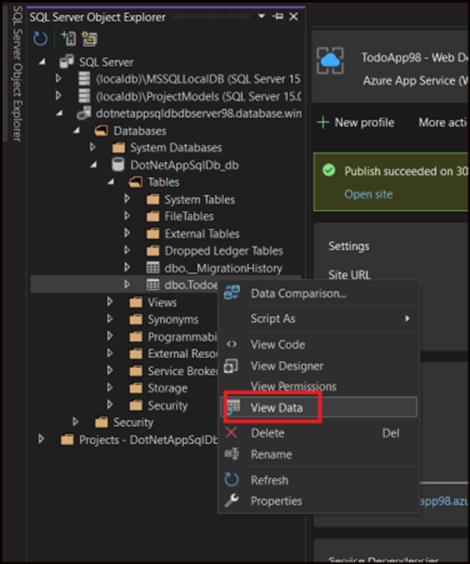 SQL Server Object Explorer
SQL Server Object Explorer
SQL Server
(localdb)\MSSQLLocalDB (SQL Server 15
(localdb)\ProjectModels (SQL Server 15.0
dotnetappsqldbdbserver98.database.win
Databases
System Databases
DotNetAppSqlDb_db
Tables
System Tables
FileTables
External Tables
Dropped Ledger Tables
dbo.__MigrationHistory
dbo.Todoe
Views
Synonyms
Programmabi
External Resou
Service Broker
Storage
Security
Security
Projects - DotNetAppSqlDb
Data Comparison...
Script As
View Code
View Designer
View Permissions
View Data
Delete Del
Rename
Refresh
Properties
TodoApp98 - Web De
Azure App Service (W
New profile More actio
Publish succeeded on 30
Open site
Settings
Site URL
app98.az
Service Dependencies